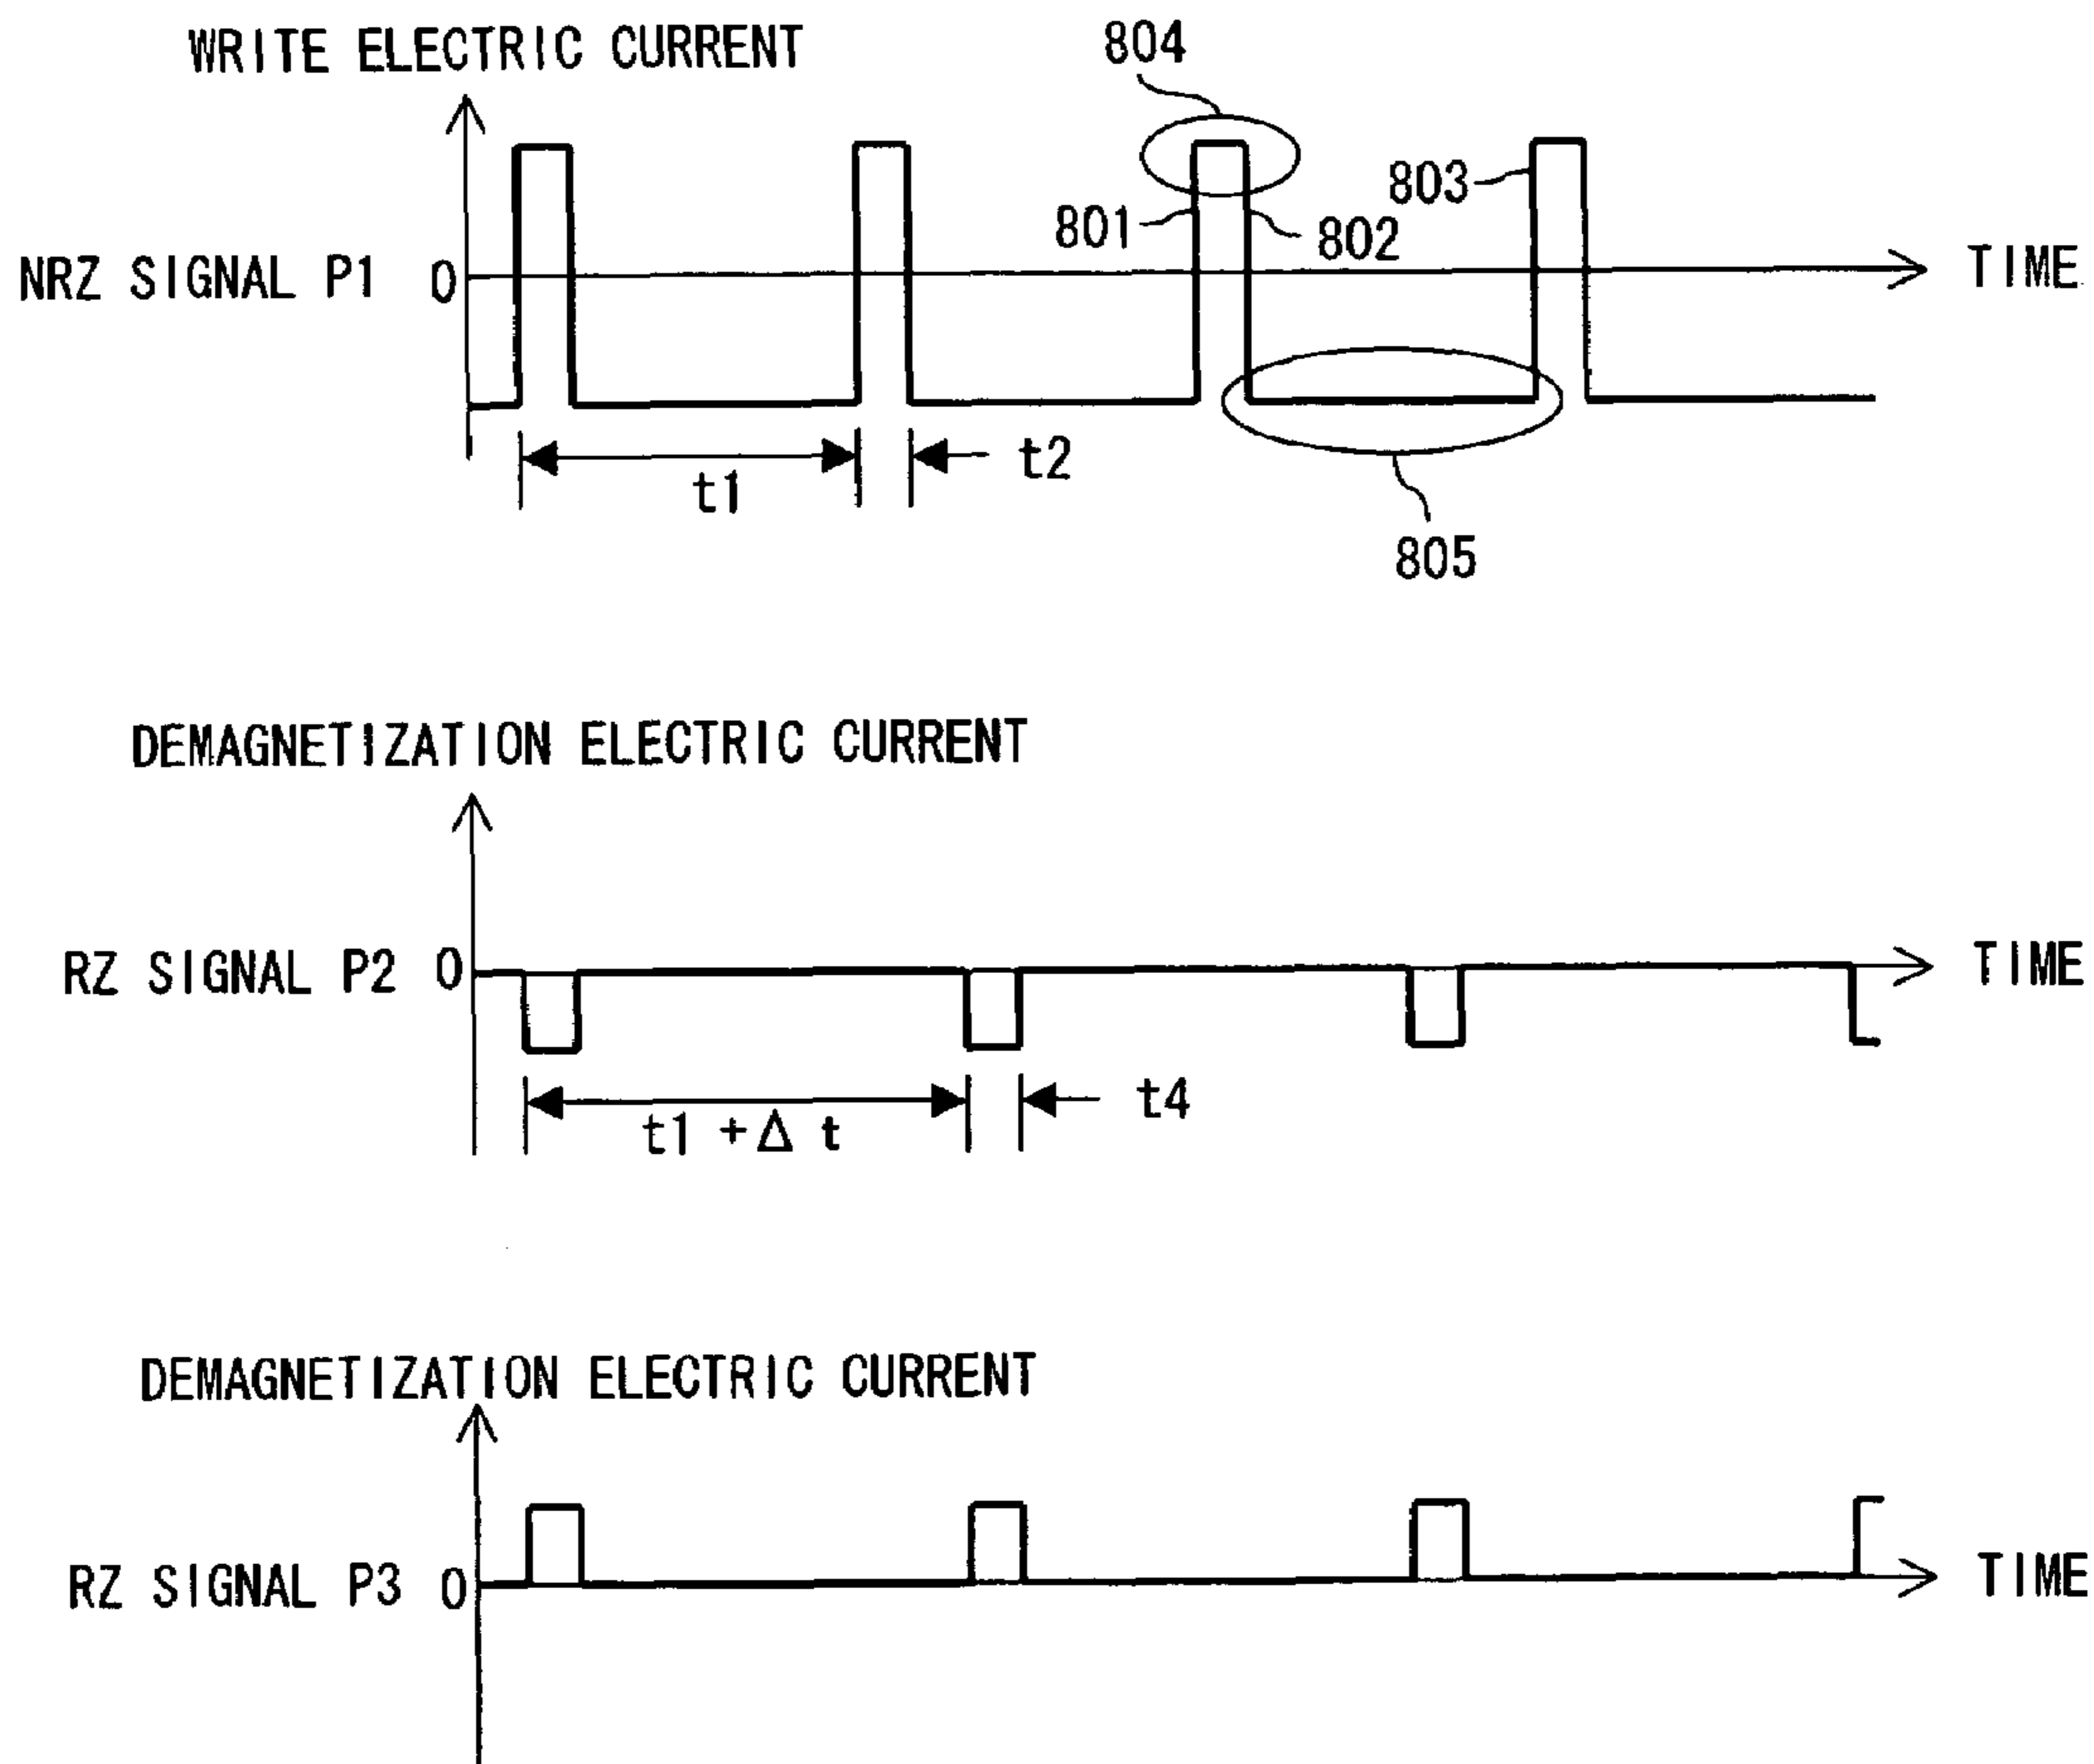 WRITE ELECTRIC CURRENT
804
803
801
802
NRZ SIGNAL P1
0
TIME
t1
t2
805
DEMAGNETIZATION ELECTRIC CURRENT
RZ SIGNAL P2
0
TIME
t1 + Δ t
t4
DEMAGNETIZATION ELECTRIC CURRENT
RZ SIGNAL P3
0
TIME